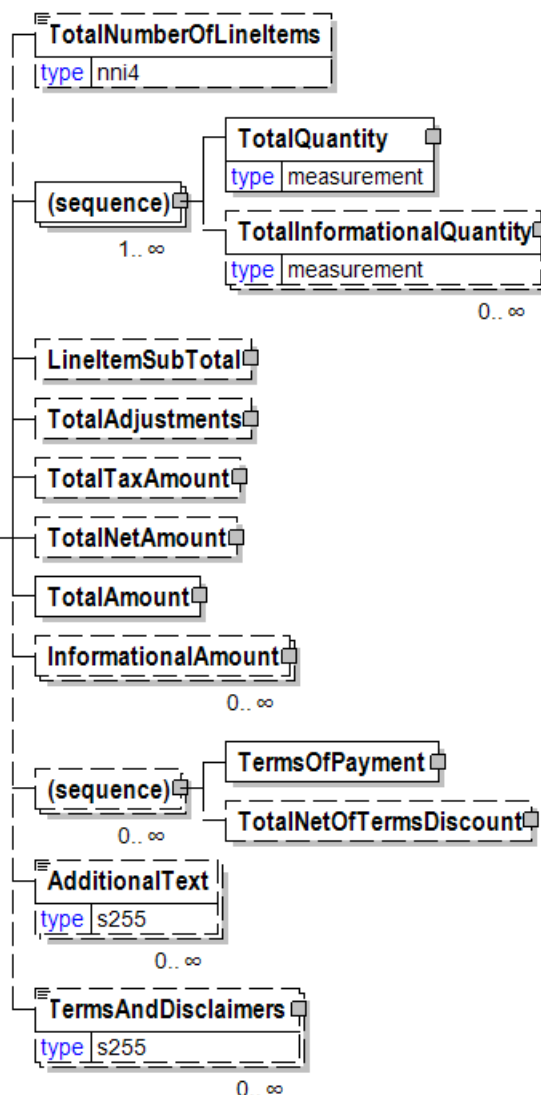 TotalNumberOfLineItems
type nni4
TotalQuantity
type measurement
(sequence)
1.. ∞
TotalInformationalQuantity
type measurement
0.. ∞
LineItemSubTotal
TotalAdjustments
TotalTaxAmount
TotalNetAmount
TotalAmount
InformationalAmount
0.. ∞
TermsOfPayment
(sequence)
0.. ∞
TotalNetOfTermsDiscount
AdditionalText
type s255
0.. ∞
TermsAndDisclaimers
type s255
0.. ∞